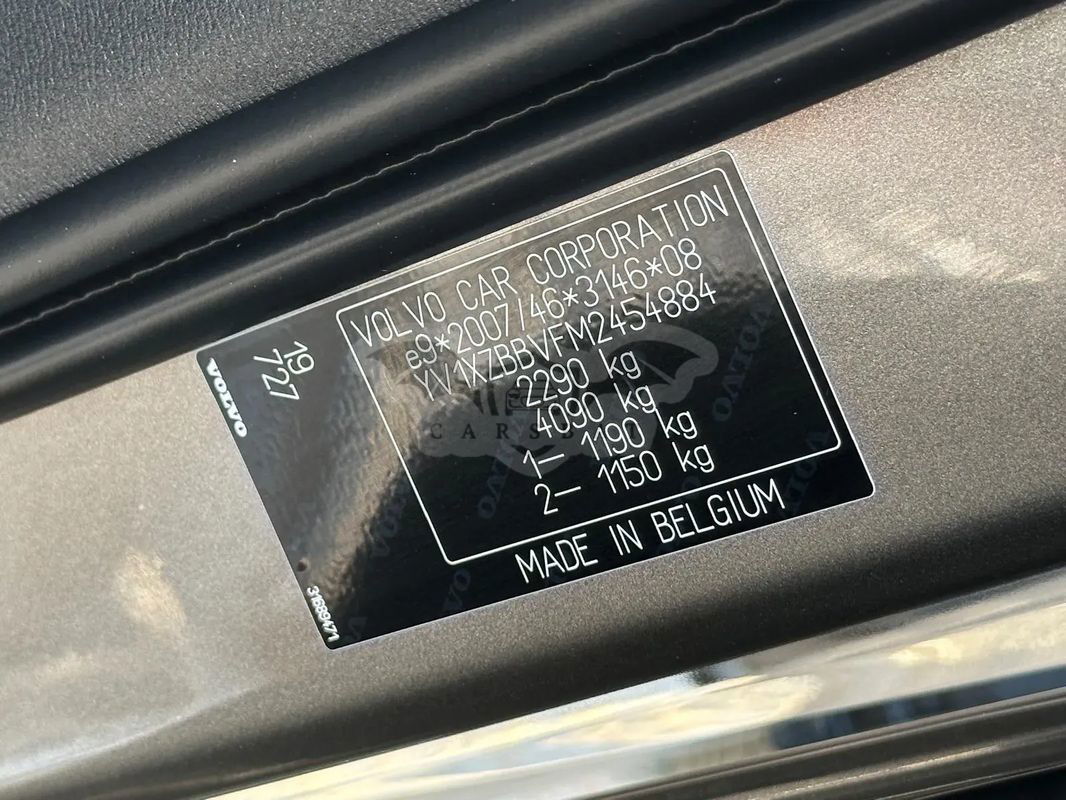 VOLVO CAR CORPORATION
e9*2007/46*3146*08
YV1XZBBVFM2454884
2290 kg
4090 kg
1– 1190 kg
2– 1150 kg
MADE IN BELGIUM
19
727
VOLVO
31689471